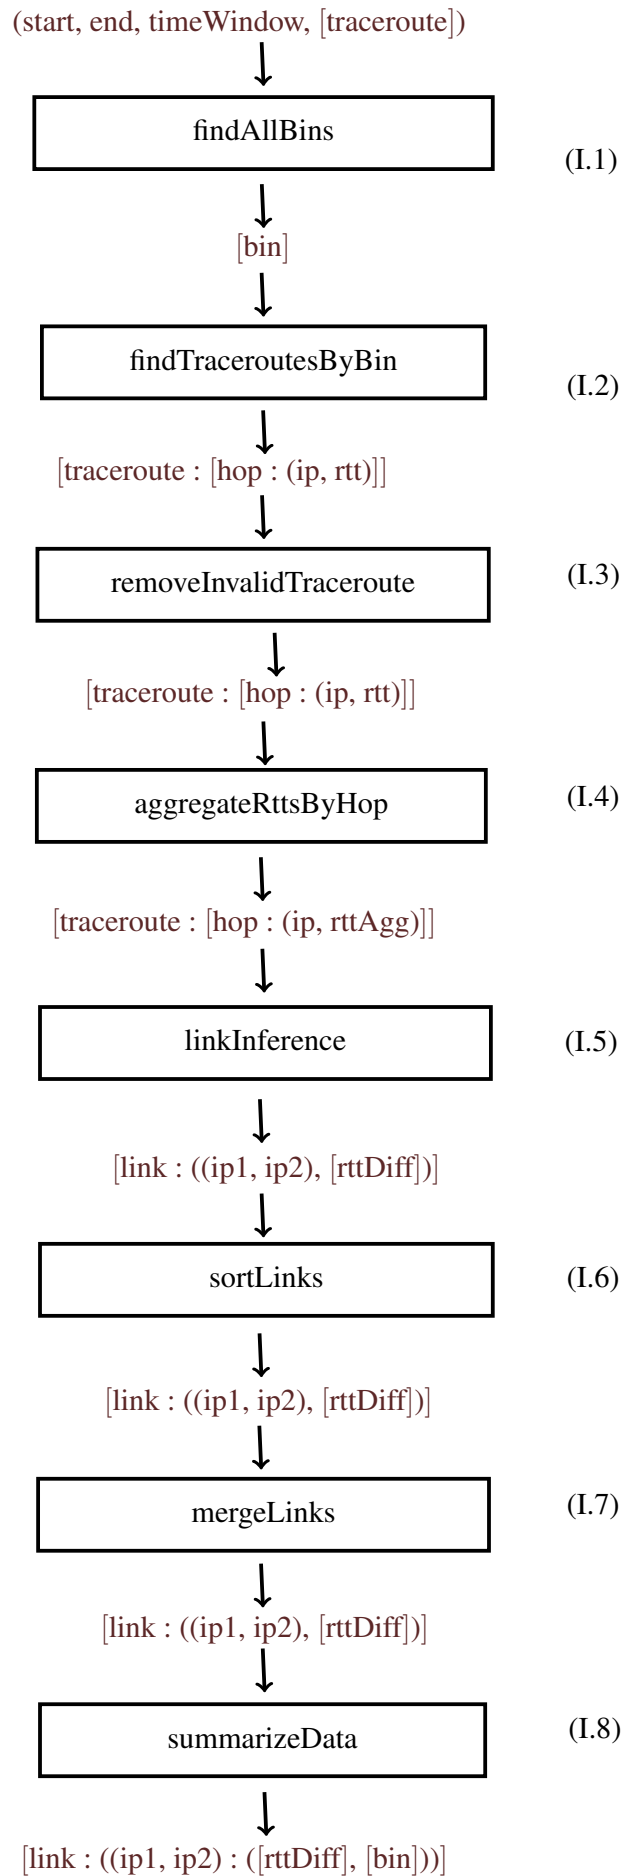 (start, end, timeWindow, [traceroute])
findAllBins
(I.1)
[bin]
findTraceroutesByBin
(I.2)
[traceroute : [hop : (ip, rtt)]]
removeInvalidTraceroute
(I.3)
[traceroute : [hop : (ip, rtt)]]
aggregateRttsByHop
(I.4)
[traceroute : [hop : (ip, rttAgg)]]
linkInference
(I.5)
[link : ((ip1, ip2), [rttDiff])]
sortLinks
(I.6)
[link : ((ip1, ip2), [rttDiff])]
mergeLinks
(I.7)
[link : ((ip1, ip2), [rttDiff])]
summarizeData
(I.8)
[link : ((ip1, ip2) : ([rttDiff], [bin]))]